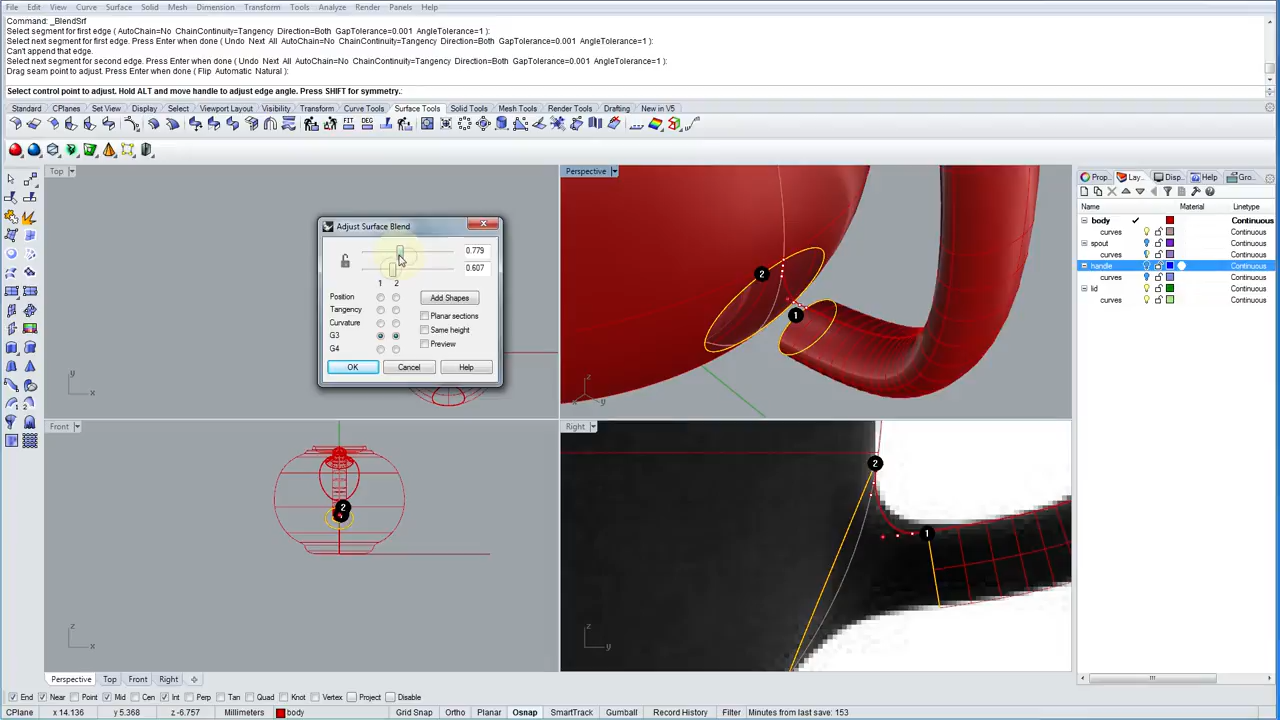 File Edit View Curve Surface Solid Mesh Dimension Transform Tools Analyze Render Panels Help
Command: _BlendSrf
Select segment for first edge ( AutoChain=No ChainContinuity=Tangency Direction=Both GapTolerance=0.001 AngleTolerance=1 ):
Select next segment for first edge. Press Enter when done ( Undo Next All AutoChain=No ChainContinuity=Tangency Direction=Both GapTolerance=0.001 AngleTolerance=1 ):
Can't append that edge.
Select next segment for second edge. Press Enter when done ( Undo Next All AutoChain=No ChainContinuity=Tangency Direction=Both GapTolerance=0.001 AngleTolerance=1 ):
Drag seam point to adjust. Press Enter when done ( Flip Automatic Natural ):
Select control point to adjust. Hold ALT and move handle to adjust edge angle. Press SHIFT for symmetry.:
Standard CPlanes Set View Display Select Viewport Layout Visibility Transform Curve Tools Surface Tools Solid Tools Mesh Tools Render Tools Drafting New in V5
FIT DEG
Top
Perspective
Prop... Lay... Disp... Help Gro...
Name Material Linetype
body Continuous
curves Continuous
spout Continuous
curves Continuous
handle Continuous
curves Continuous
lid Continuous
curves Continuous
Adjust Surface Blend
0.779
0.607
1 2
Position Add Shapes
Tangency Planar sections
Curvature Same height
G3 Preview
G4
OK Cancel Help
2
1
y
x
z
x y
Front
Right
2
1
2
z
x
z
y
Perspective Top Front Right
End Near Point Mid Cen Int Perp Tan Quad Knot Vertex Project Disable
CPlane x 14.136 y 5.368 z -6.757 Millimeters body Grid Snap Ortho Planar Osnap SmartTrack Gumball Record History Filter Minutes from last save: 153